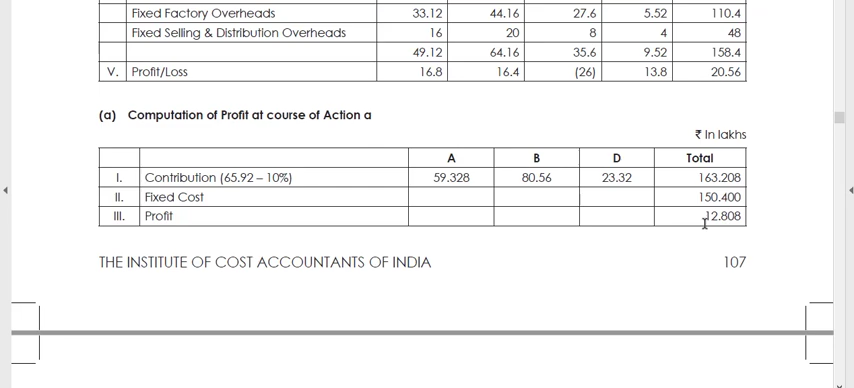 Fixed Factory Overheads 33.12 44.16 27.6 5.52 110.4
Fixed Selling & Distribution Overheads 16 20 8 4 48
49.12 64.16 35.6 9.52 158.4
V. Profit/Loss 16.8 16.4 (26) 13.8 20.56
(a) Computation of Profit at course of Action a
₹ In lakhs
A B D Total
I. Contribution (65.92 – 10%) 59.328 80.56 23.32 163.208
II. Fixed Cost 150.400
III. Profit 12.808
THE INSTITUTE OF COST ACCOUNTANTS OF INDIA 107